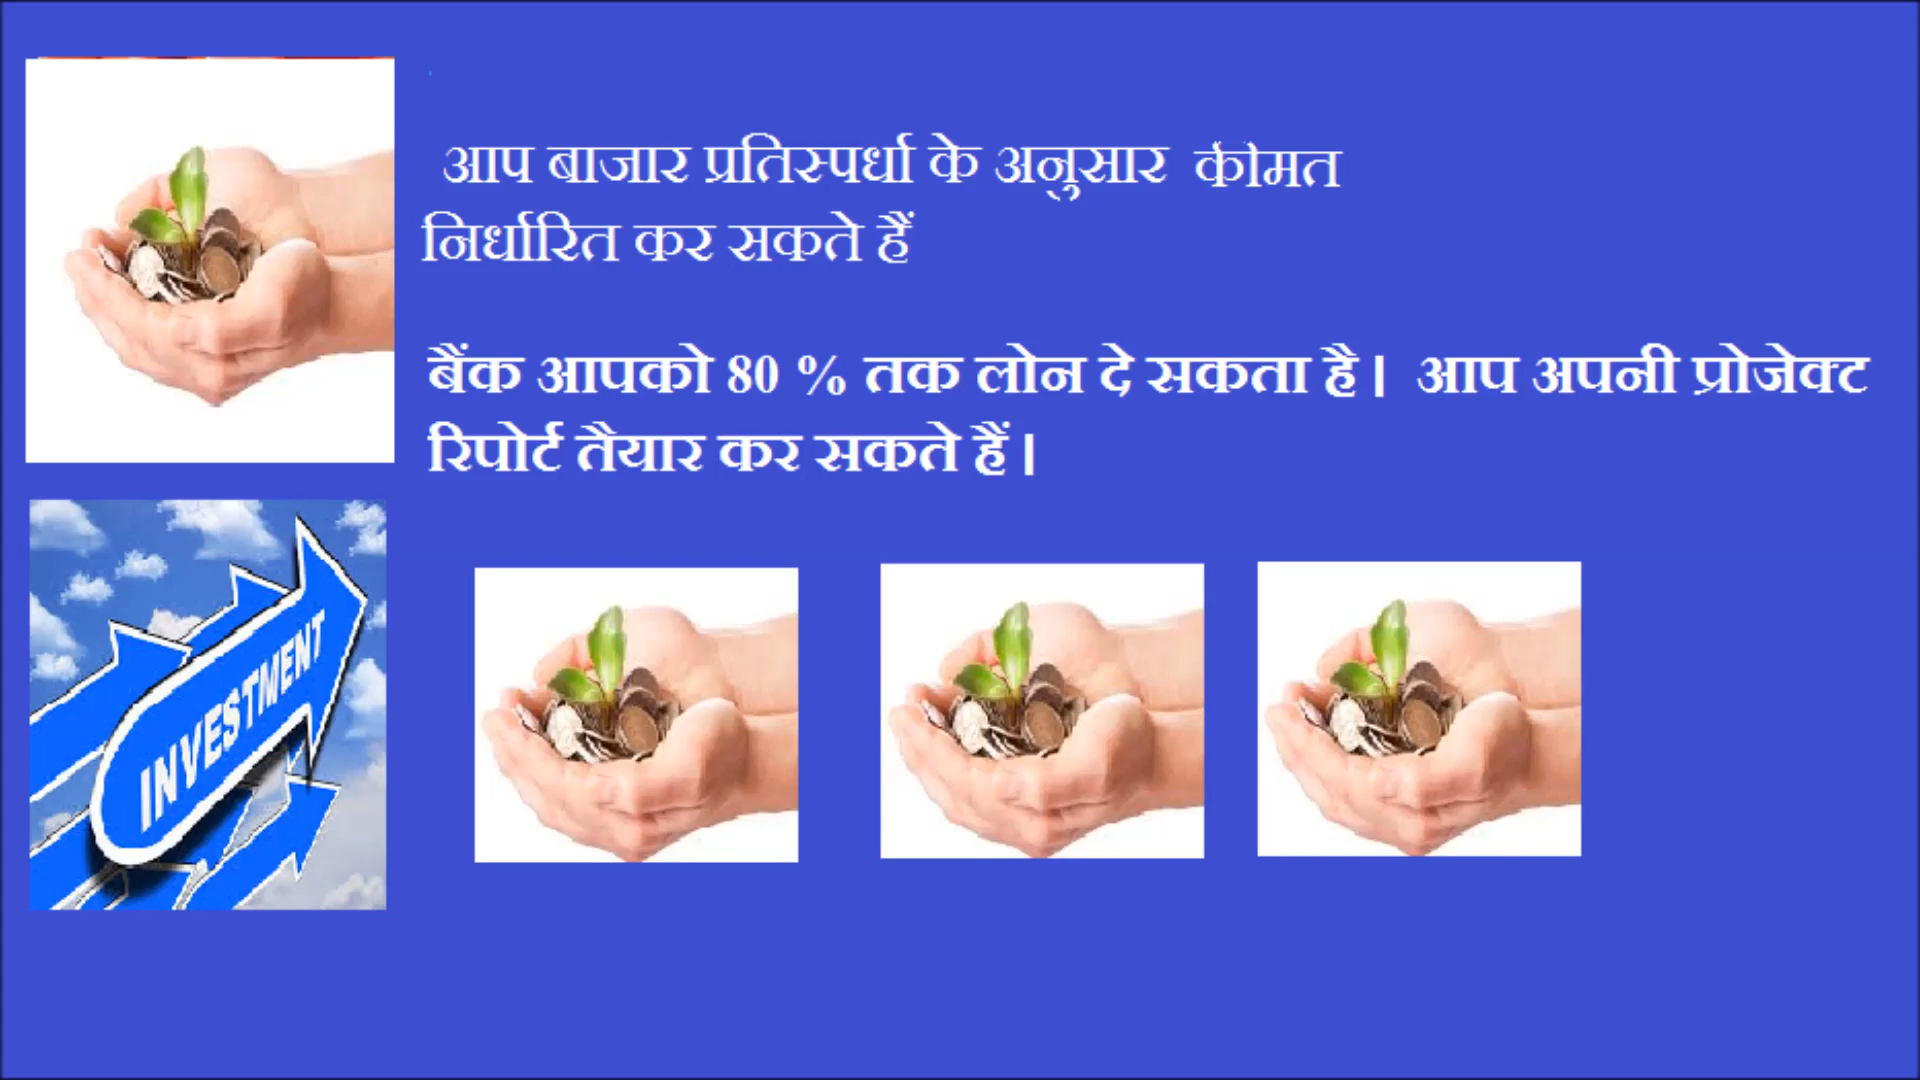 आप बाजार प्रतिस्पर्धा के अनुसार कीमत
निर्धारित कर सकते हैं
बैंक आपको 80 % तक लोन दे सकता है। आप अपनी प्रोजेक्ट
रिपोर्ट तैयार कर सकते हैं।
INVESTMENT